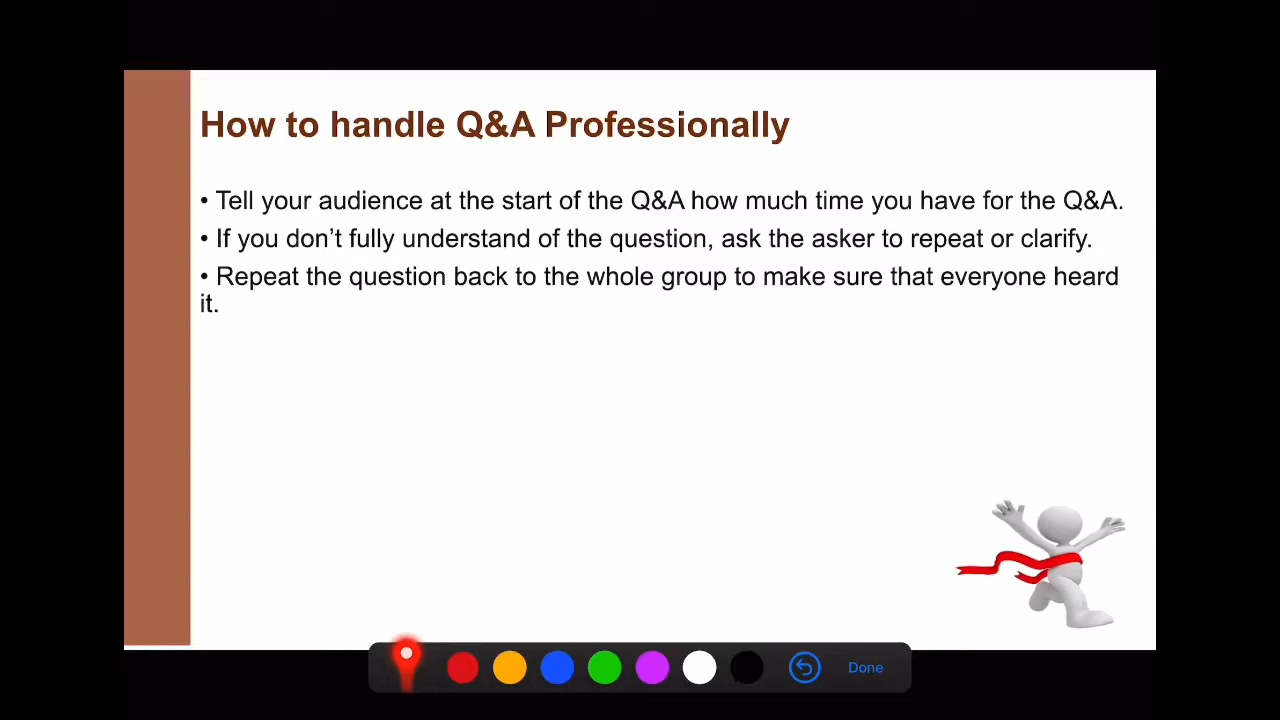 How to handle Q&A Professionally
• Tell your audience at the start of the Q&A how much time you have for the Q&A.
• If you don’t fully understand of the question, ask the asker to repeat or clarify.
• Repeat the question back to the whole group to make sure that everyone heard
it.
Done